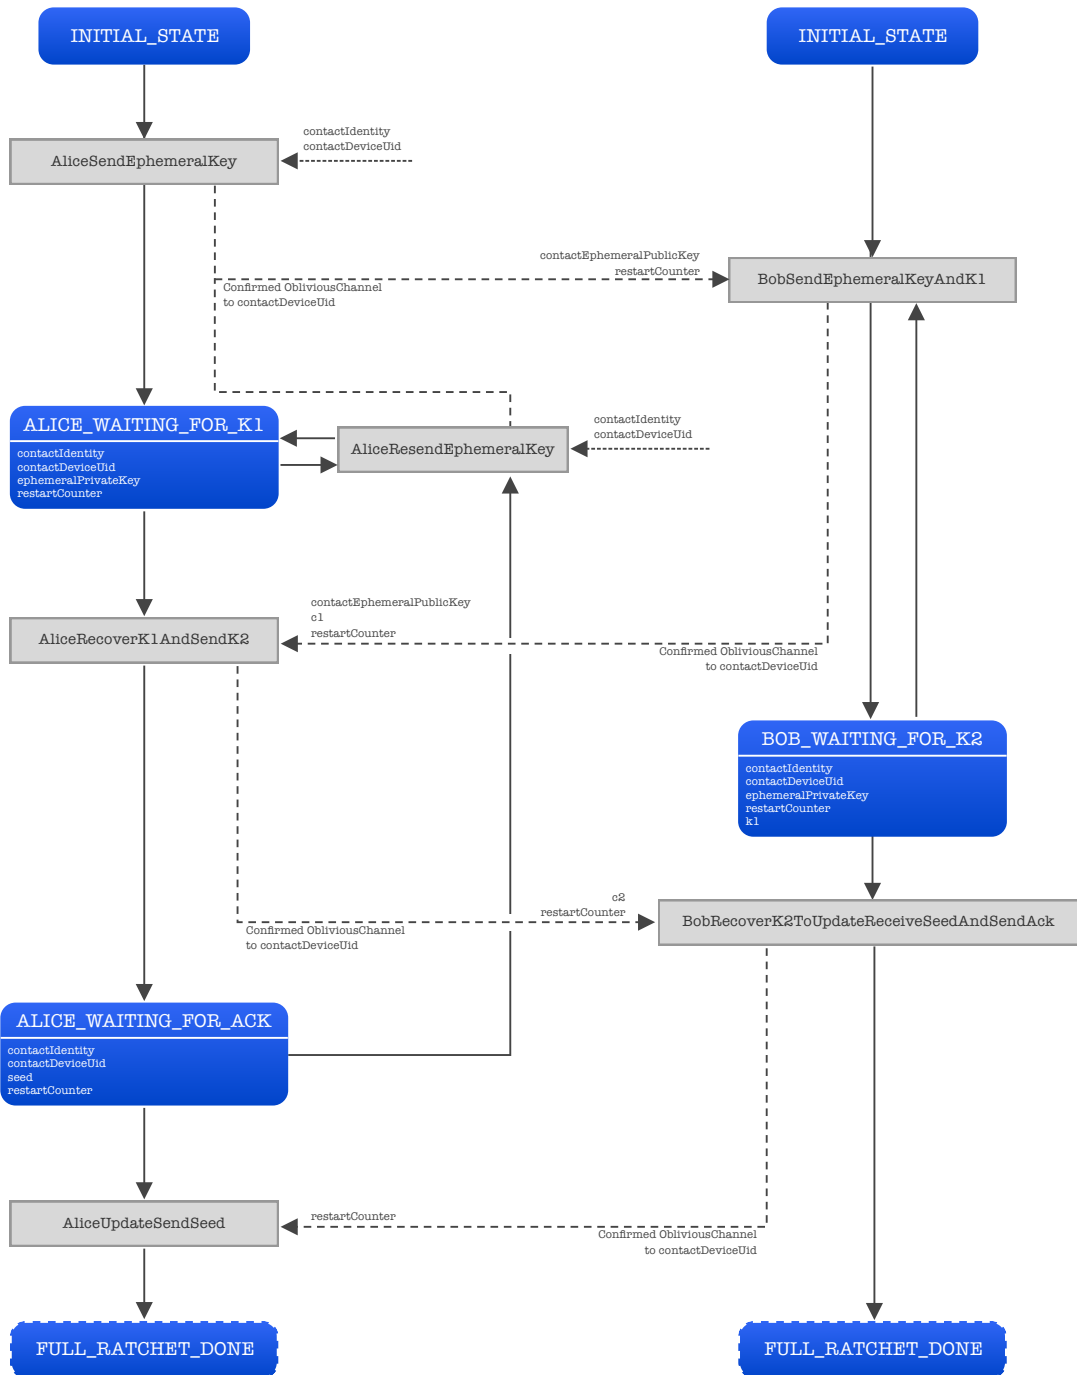 INITIAL_STATE
INITIAL_STATE
contactIdentity
contactDeviceUid
AliceSendEphemeralKey
contactEphemeralPublicKey
restartCounter
BobSendEphemeralKeyAndK1
Confirmed ObliviousChannel
to contactDeviceUid
ALICE_WAITING_FOR_K1
contactIdentity
contactDeviceUid
ephemeralPrivateKey
restartCounter
contactIdentity
contactDeviceUid
AliceResendEphemeralKey
contactEphemeralPublicKey
c1
restartCounter
AliceRecoverK1AndSendK2
Confirmed ObliviousChannel
to contactDeviceUid
BOB_WAITING_FOR_K2
contactIdentity
contactDeviceUid
ephemeralPrivateKey
restartCounter
k1
c2
restartCounter
BobRecoverK2ToUpdateReceiveSeedAndSendAck
Confirmed ObliviousChannel
to contactDeviceUid
ALICE_WAITING_FOR_ACK
contactIdentity
contactDeviceUid
seed
restartCounter
restartCounter
AliceUpdateSendSeed
Confirmed ObliviousChannel
to contactDeviceUid
FULL_RATCHET_DONE
FULL_RATCHET_DONE